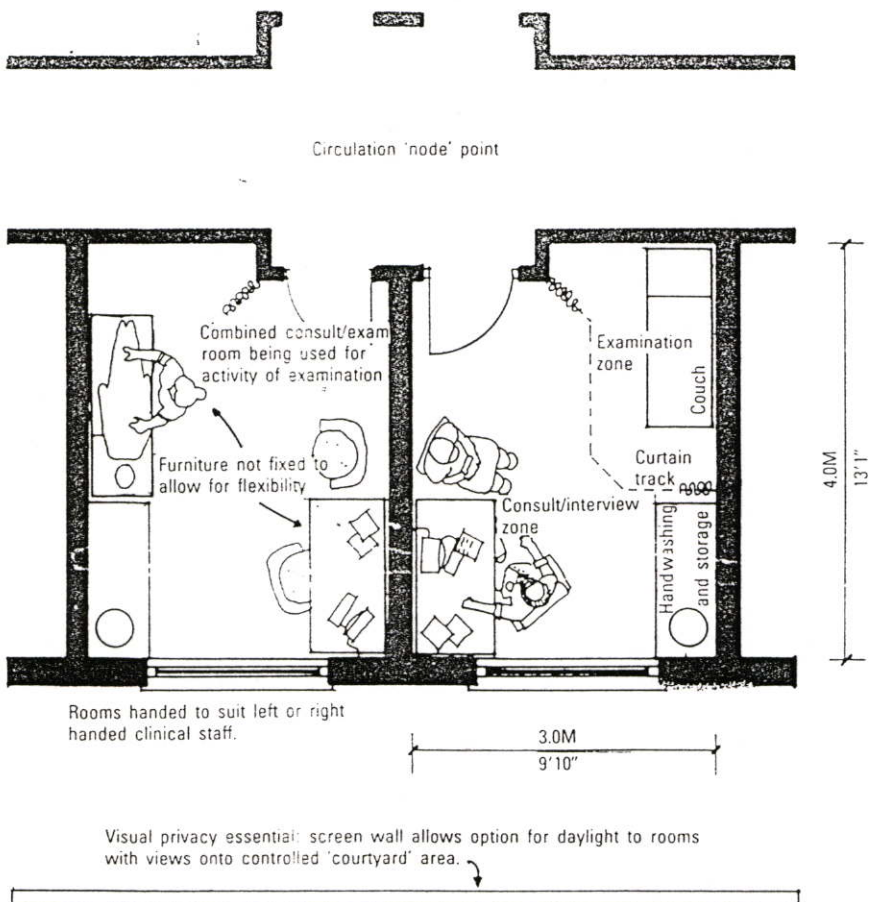 Circulation 'node' point
Combined consult/exam
room being used for
activity of examination
Examination
zone
Couch
Furniture not fixed to
allow for flexibility
Curtain
track
Consult/interview
zone
Handwashing
and storage
4.0M
13'1"
Rooms handed to suit left or right
handed clinical staff.
3.0M
9'10"
Visual privacy essential: screen wall allows option for daylight to rooms
with views onto controlled 'courtyard' area.